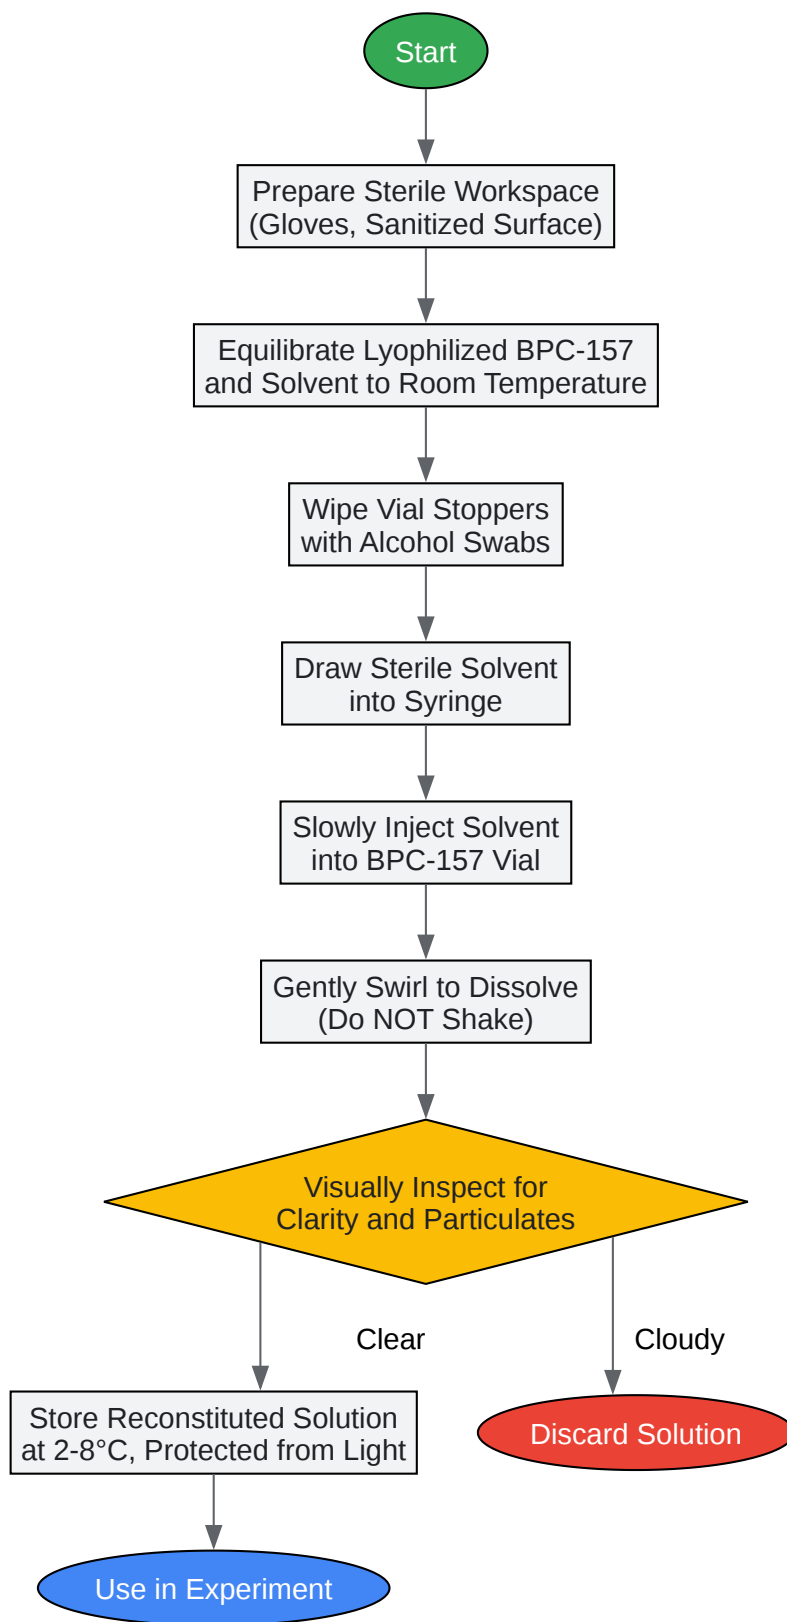 Start
Prepare Sterile Workspace
(Gloves, Sanitized Surface)
Equilibrate Lyophilized BPC-157
and Solvent to Room Temperature
Wipe Vial Stoppers
with Alcohol Swabs
Draw Sterile Solvent
into Syringe
Slowly Inject Solvent
into BPC-157 Vial
Gently Swirl to Dissolve
(Do NOT Shake)
Visually Inspect for
Clarity and Particulates
Clear
Cloudy
Store Reconstituted Solution
at 2-8°C, Protected from Light
Discard Solution
Use in Experiment